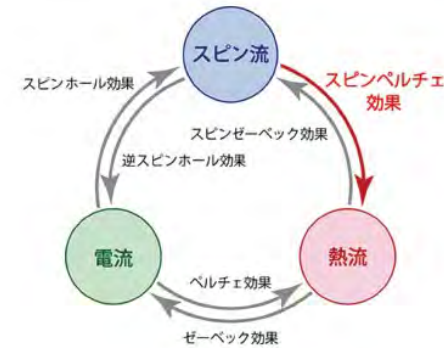 スピン流
スピンホール効果
スピンペルチェ
効果
スピンゼーベック効果
逆スピンホール効果
電流
熱流
ペルチェ効果
ゼーベック効果